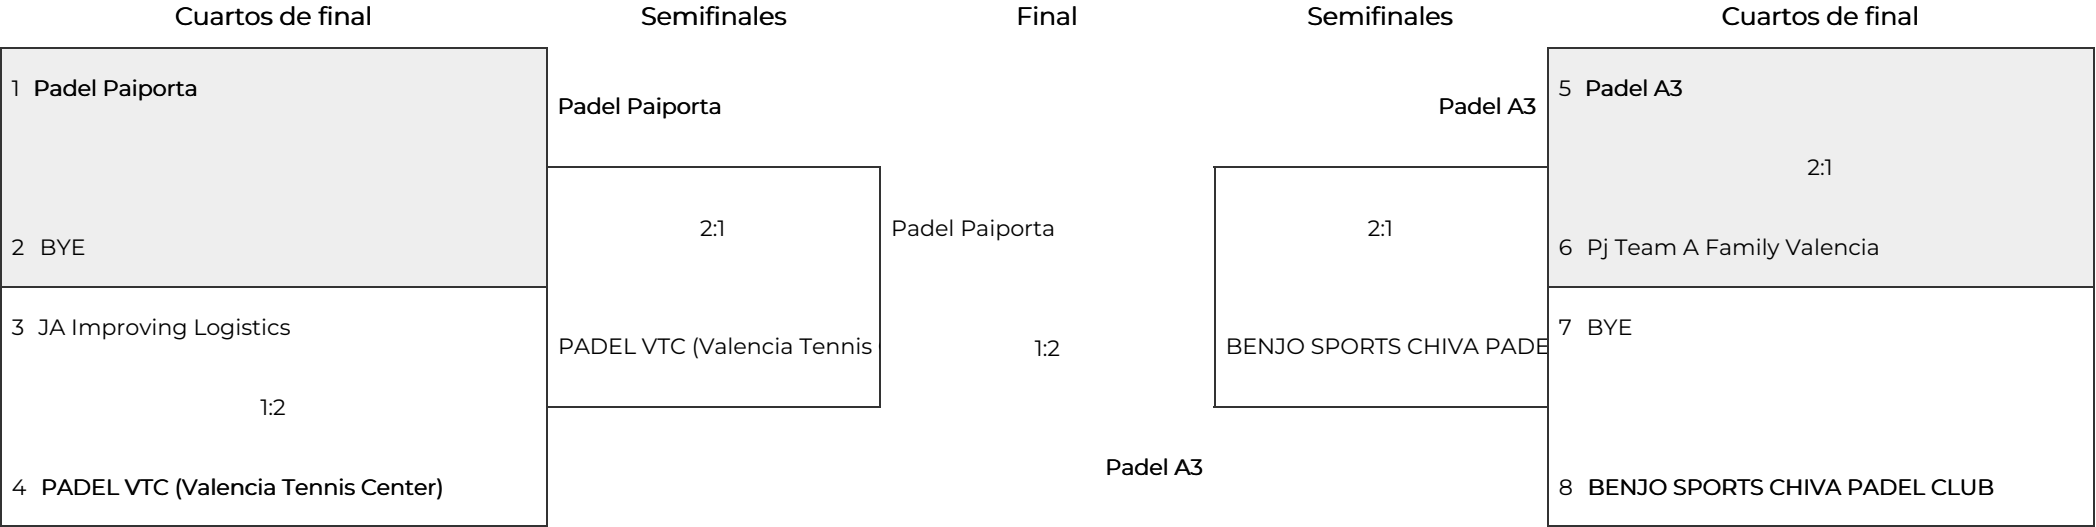 Cuartos de final
Semifinales
Final
Semifinales
Cuartos de final
1 Padel Paiporta
2 BYE
3 JA Improving Logistics
1:2
4 PADEL VTC (Valencia Tennis Center)
Padel Paiporta
2:1
PADEL VTC (Valencia Tennis
Padel Paiporta
1:2
Padel A3
Padel A3
2:1
BENJO SPORTS CHIVA PADE
5 Padel A3
2:1
6 Pj Team A Family Valencia
7 BYE
8 BENJO SPORTS CHIVA PADEL CLUB